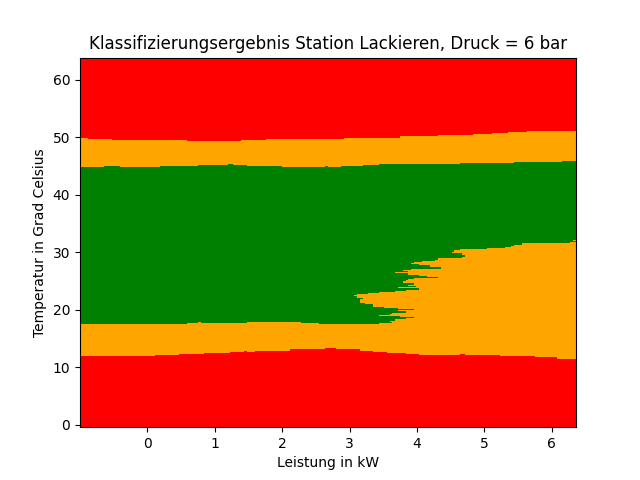 Klassifizierungsergebnis Station Lackieren, Druck = 6 bar
Temperatur in Grad Celsius
60
50
40
30
20
10
0
0 1 2 3 4 5 6
Leistung in kW